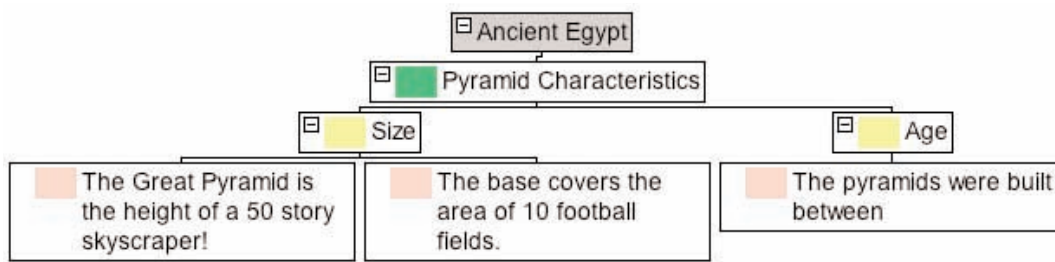 Ancient Egypt
Pyramid Characteristics
Size
Age
The Great Pyramid is
the height of a 50 story
skyscraper!
The base covers the
area of 10 football
fields.
The pyramids were built
between